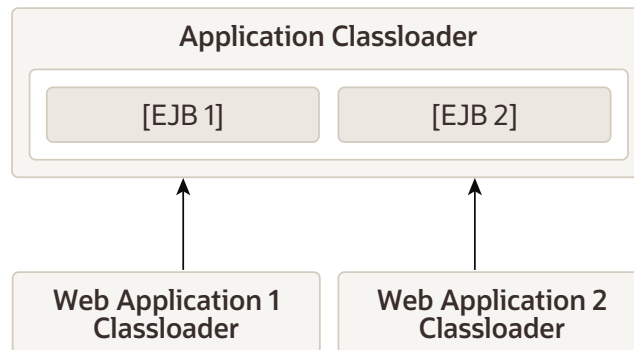 Application Classloader
[EJB 1]
[EJB 2]
Web Application 1
Classloader
Web Application 2
Classloader